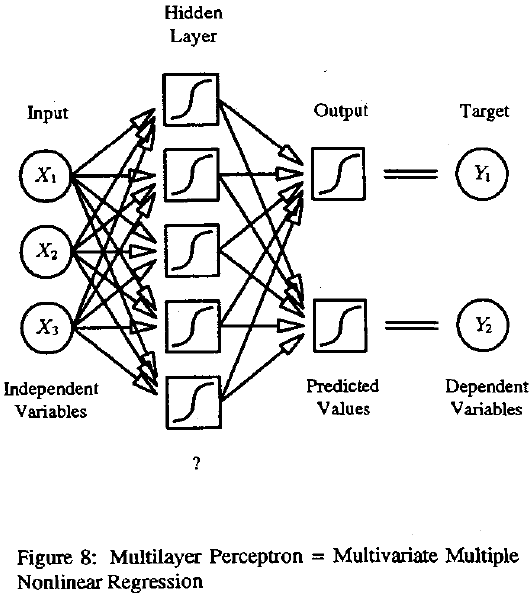 Hidden
Layer
Input
Output
Target
X₁
Y₁
X₂
X₃
Y₂
Independent
Variables
Predicted
Values
Dependent
Variables
?
Figure 8: Multilayer Perceptron = Multivariate Multiple
Nonlinear Regression